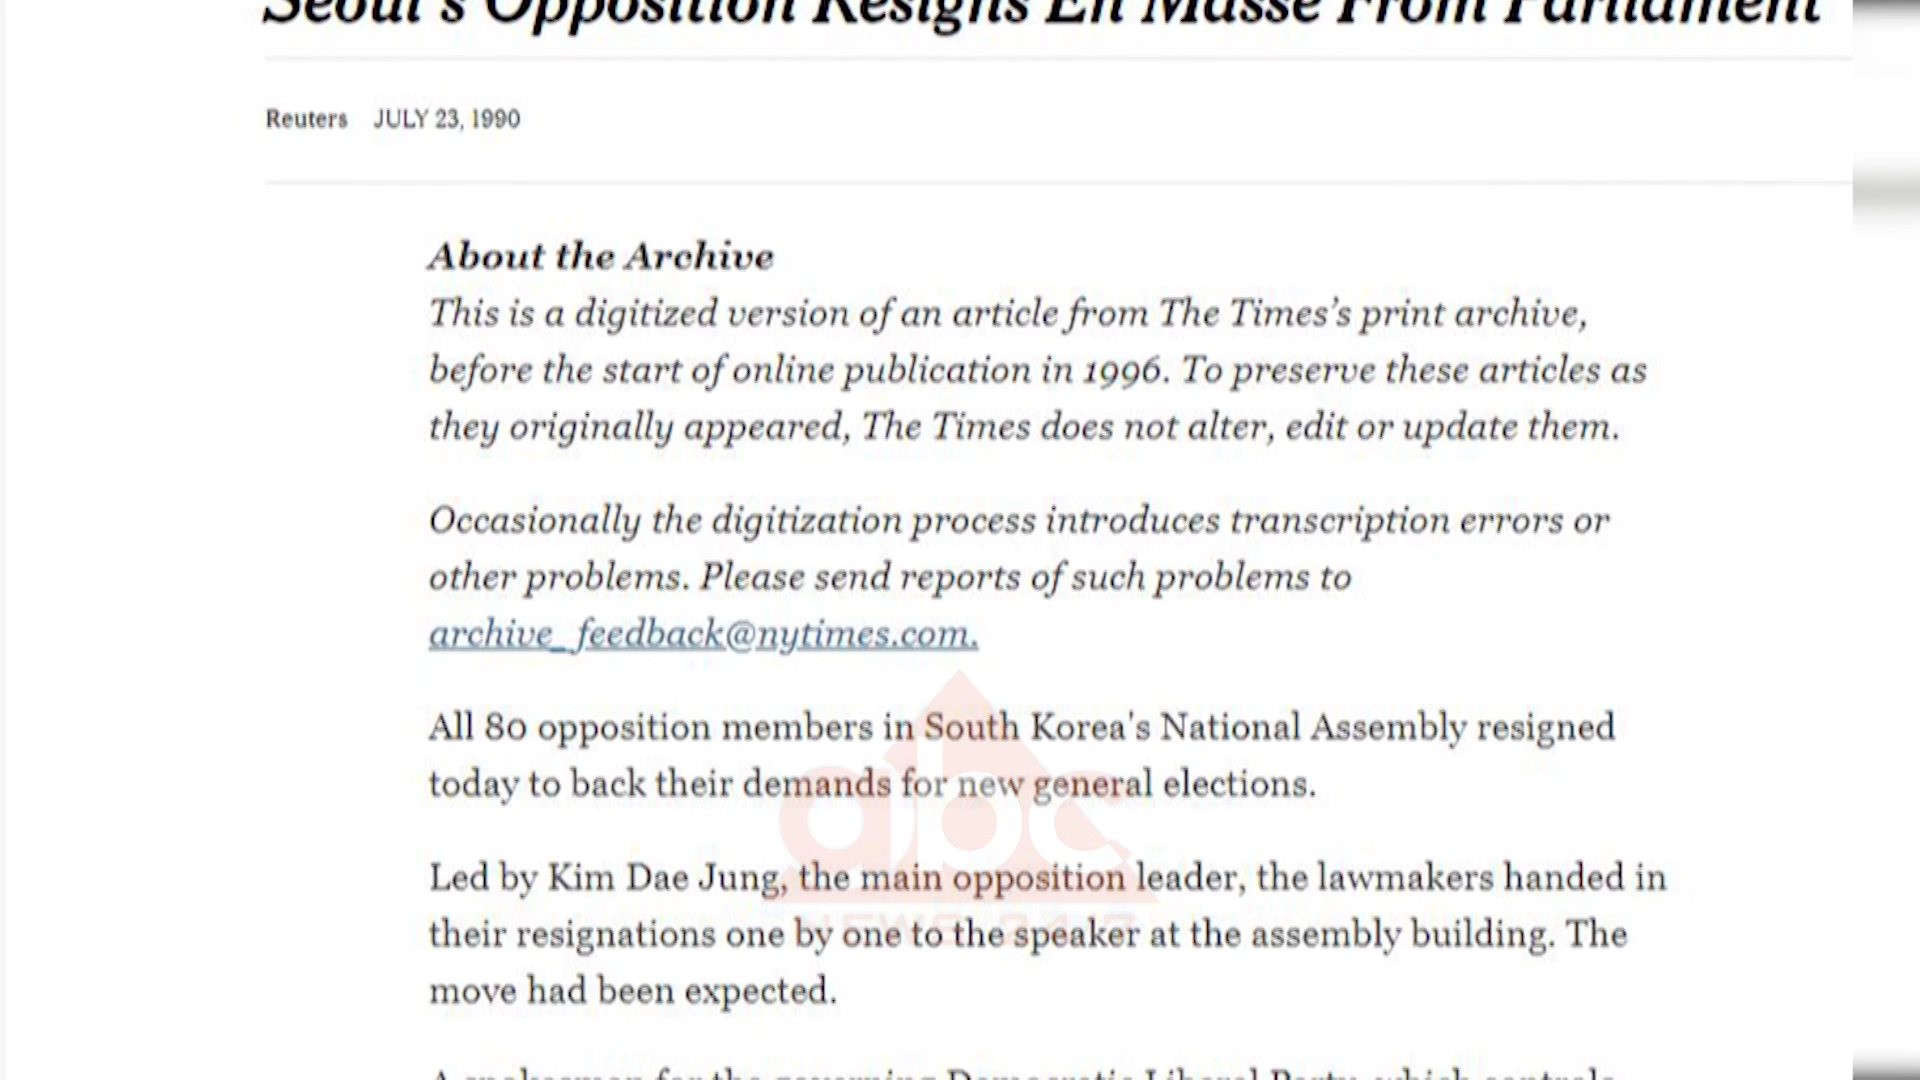 Seoul's Opposition Resigns En Masse From Parliament
Reuters JULY 23, 1990
About the Archive
This is a digitized version of an article from The Times’s print archive,
before the start of online publication in 1996. To preserve these articles as
they originally appeared, The Times does not alter, edit or update them.
Occasionally the digitization process introduces transcription errors or
other problems. Please send reports of such problems to
archive_feedback@nytimes.com.
All 80 opposition members in South Korea's National Assembly resigned
today to back their demands for new general elections.
abc
Led by Kim Dae Jung, the main opposition leader, the lawmakers handed in
NEWS 24/7
their resignations one by one to the speaker at the assembly building. The
move had been expected.
A spokesman for the governing Democratic Liberal Party, which controls